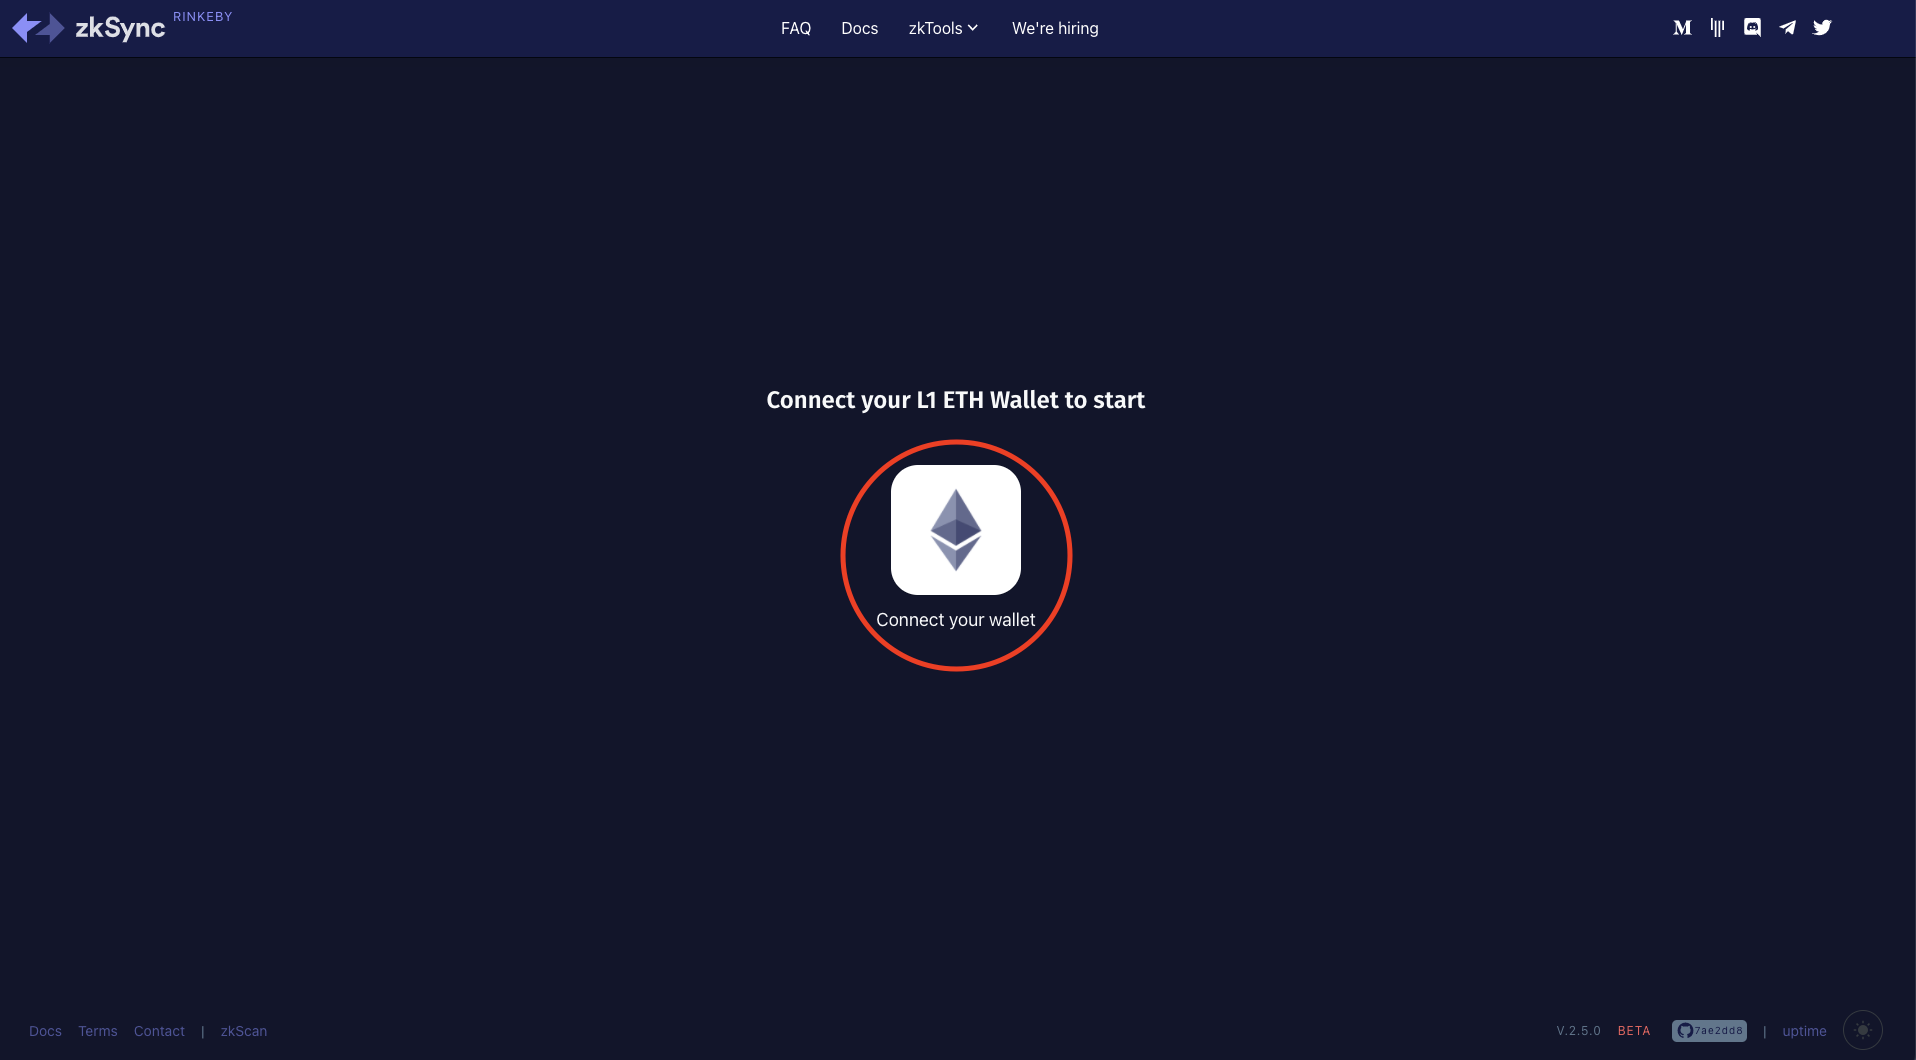 zkSync RINKEBY
FAQ Docs zkTools We're hiring
Connect your L1 ETH Wallet to start
Connect your wallet
Docs Terms Contact | zkScan
V.2.5.0 BETA 7ae2dd8 | uptime